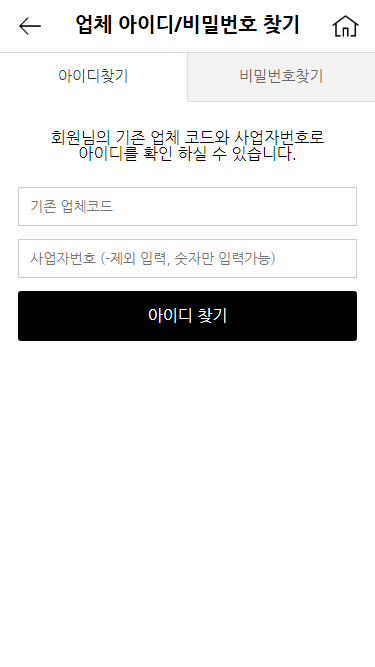 업체 아이디/비밀번호 찾기
아이디찾기
비밀번호찾기
회원님의 기존 업체 코드와 사업자번호로
아이디를 확인 하실 수 있습니다.
기존 업체코드
사업자번호 (-제외 입력, 숫자만 입력가능)
아이디 찾기